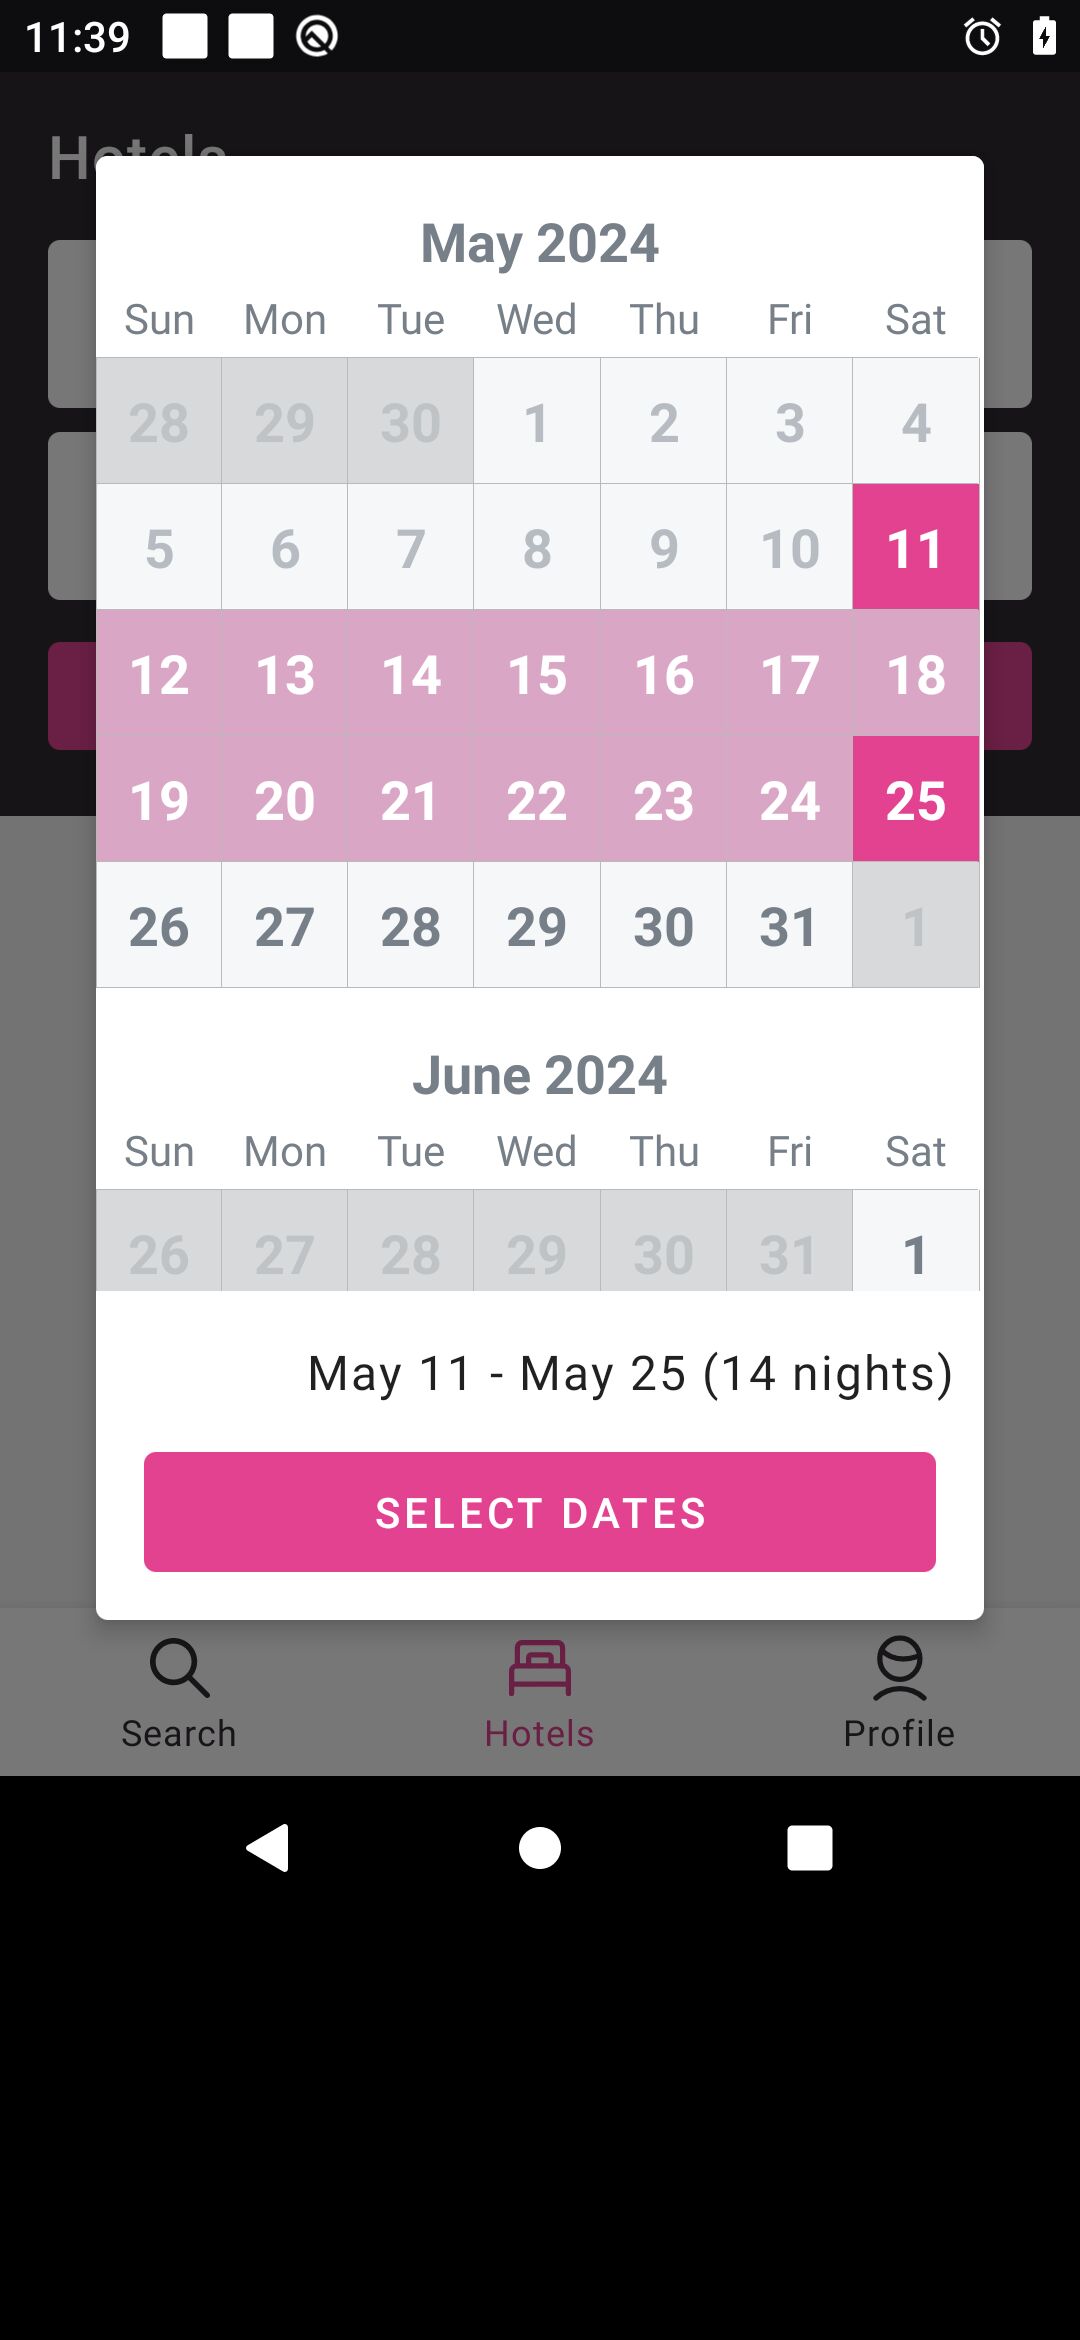 11:39
Hotels
May 2024
Sun Mon Tue Wed Thu Fri Sat
28 29 30 1 2 3 4
5 6 7 8 9 10 11
12 13 14 15 16 17 18
19 20 21 22 23 24 25
26 27 28 29 30 31 1
June 2024
Sun Mon Tue Wed Thu Fri Sat
26 27 28 29 30 31 1
May 11 - May 25 (14 nights)
SELECT DATES
Search Hotels Profile